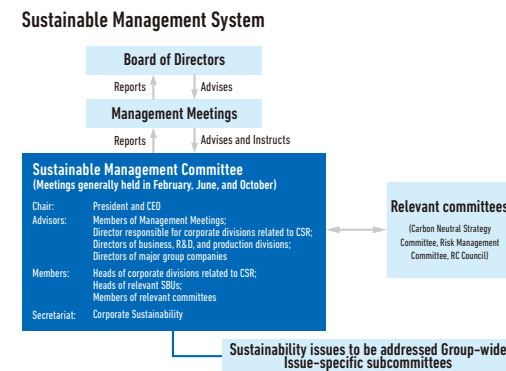 Sustainable Management System
Board of Directors
Reports
Advises
Management Meetings
Reports
Advises and Instructs
Sustainable Management Committee
(Meetings generally held in February, June, and October)
Chair: President and CEO
Advisors: Members of Management Meetings;
Director responsible for corporate divisions related to CSR;
Directors of business, R&D, and production divisions;
Directors of major group companies
Members: Heads of corporate divisions related to CSR;
Heads of relevant SBUs;
Members of relevant committees
Secretariat: Corporate Sustainability
Relevant committees
(Carbon Neutral Strategy
Committee, Risk Management
Committee, RC Council)
Sustainability issues to be addressed Group-wide
Issue-specific subcommittees